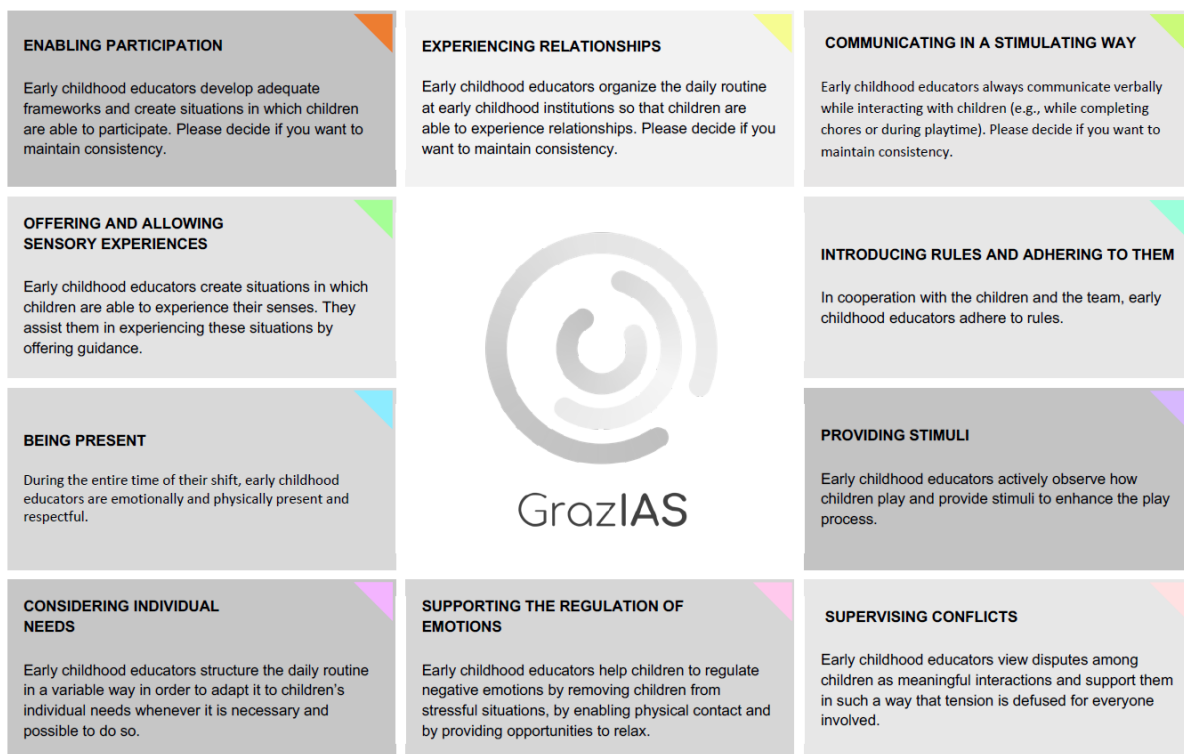 ENABLING PARTICIPATION
Early childhood educators develop adequate
frameworks and create situations in which children
are able to participate. Please decide if you want to
maintain consistency.
EXPERIENCING RELATIONSHIPS
Early childhood educators organize the daily routine
at early childhood institutions so that children are
able to experience relationships. Please decide if you
want to maintain consistency.
COMMUNICATING IN A STIMULATING WAY
Early childhood educators always communicate verbally
while interacting with children (e.g., while completing
chores or during playtime). Please decide if you want to
maintain consistency.
OFFERING AND ALLOWING
SENSORY EXPERIENCES
Early childhood educators create situations in which
children are able to experience their senses. They
assist them in experiencing these situations by
offering guidance.
INTRODUCING RULES AND ADHERING TO THEM
In cooperation with the children and the team, early
childhood educators adhere to rules.
BEING PRESENT
During the entire time of their shift, early childhood
educators are emotionally and physically present and
respectful.
GrazIAS
PROVIDING STIMULI
Early childhood educators actively observe how
children play and provide stimuli to enhance the play
process.
CONSIDERING INDIVIDUAL
NEEDS
Early childhood educators structure the daily routine
in a variable way in order to adapt it to children's
individual needs whenever it is necessary and
possible to do so.
SUPPORTING THE REGULATION OF
EMOTIONS
Early childhood educators help children to regulate
negative emotions by removing children from
stressful situations, by enabling physical contact and
by providing opportunities to relax.
SUPERVISING CONFLICTS
Early childhood educators view disputes among
children as meaningful interactions and support them
in such a way that tension is defused for everyone
involved.